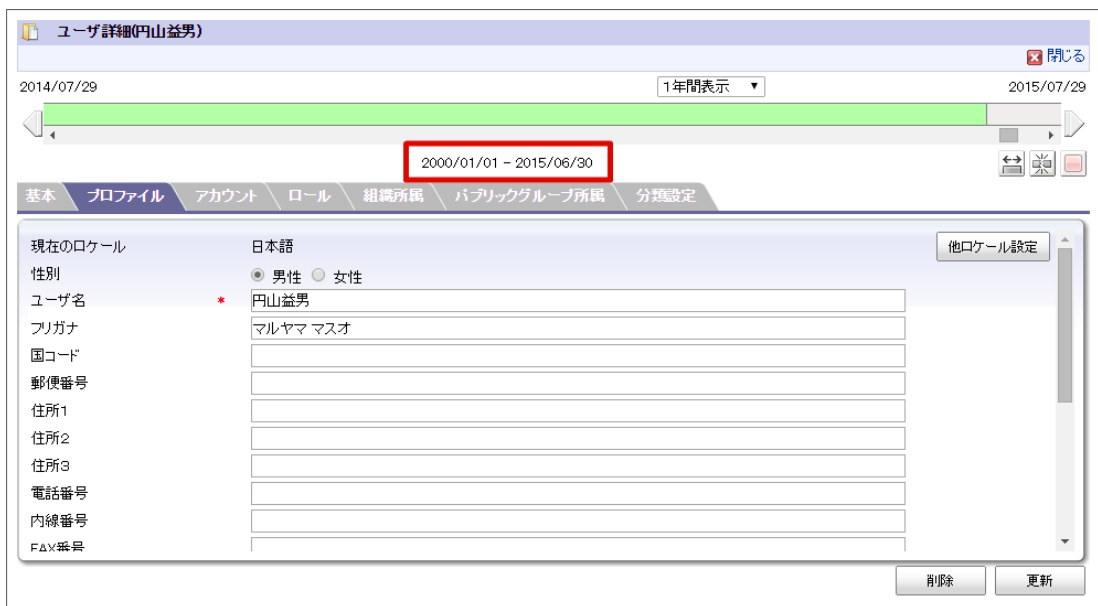 ユーザ詳細(円山益男)
閉じる
2014/07/29 1年間表示 2015/07/29
2000/01/01 - 2015/06/30
基本 プロファイル アカウント ロール 組織所属 パブリックグループ所属 分類設定
現在のロケール 日本語 他ロケール設定
性別 男性 女性
ユーザ名 * 円山益男
フリガナ マルヤママスオ
国コード
郵便番号
住所1
住所2
住所3
電話番号
内線番号
FAX番号
削除 更新